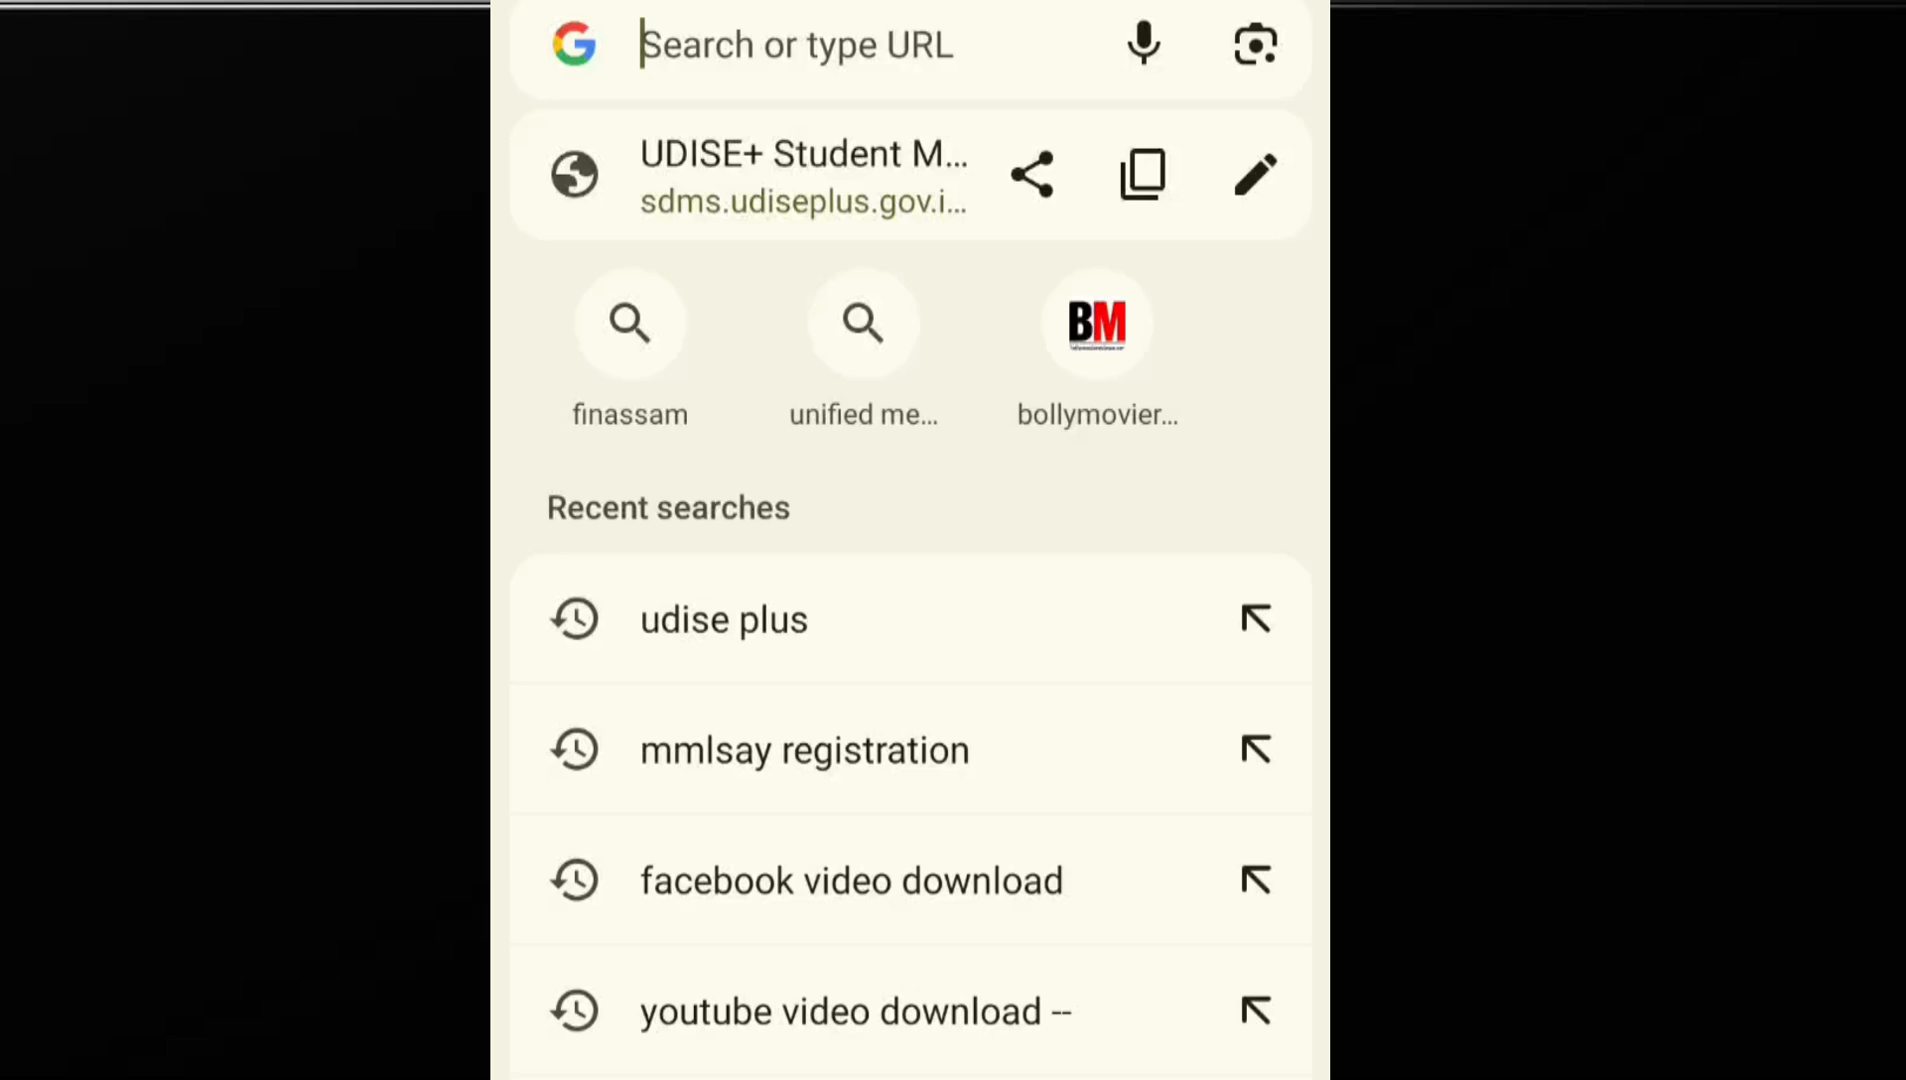 Search or type URL
UDISE+ Student M...
sdms.udiseplus.gov.i...
BM
finassam
unified me...
bollymovier...
Recent searches
udise plus
mmlsay registration
facebook video download
youtube video download --